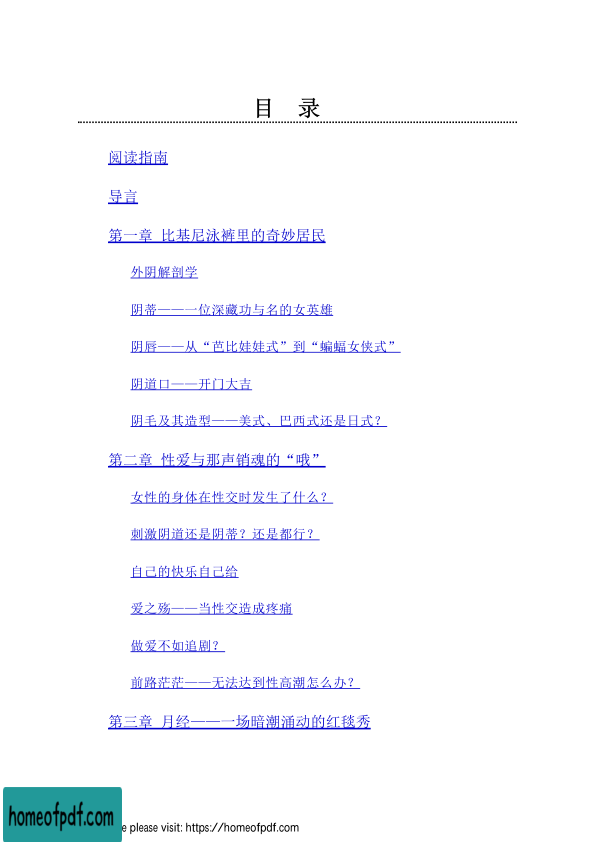 目 录
阅读指南
导言
第一章 比基尼泳裤里的奇妙居民
外阴解剖学
阴蒂——一位深藏功与名的女英雄
阴唇——从“芭比娃娃式”到“蝙蝠女侠式”
阴道口——开门大吉
阴毛及其造型——美式、巴西式还是日式？
第二章 性爱与那声销魂的“哦”
女性的身体在性交时发生了什么？
刺激阴道还是阴蒂？还是都行？
自己的快乐自己给
爱之殇——当性交造成疼痛
做爱不如追剧？
前路茫茫——无法达到性高潮怎么办？
第三章 月经——一场暗潮涌动的红毯秀
homeofpdf.com
e please visit: https://homeofpdf.com